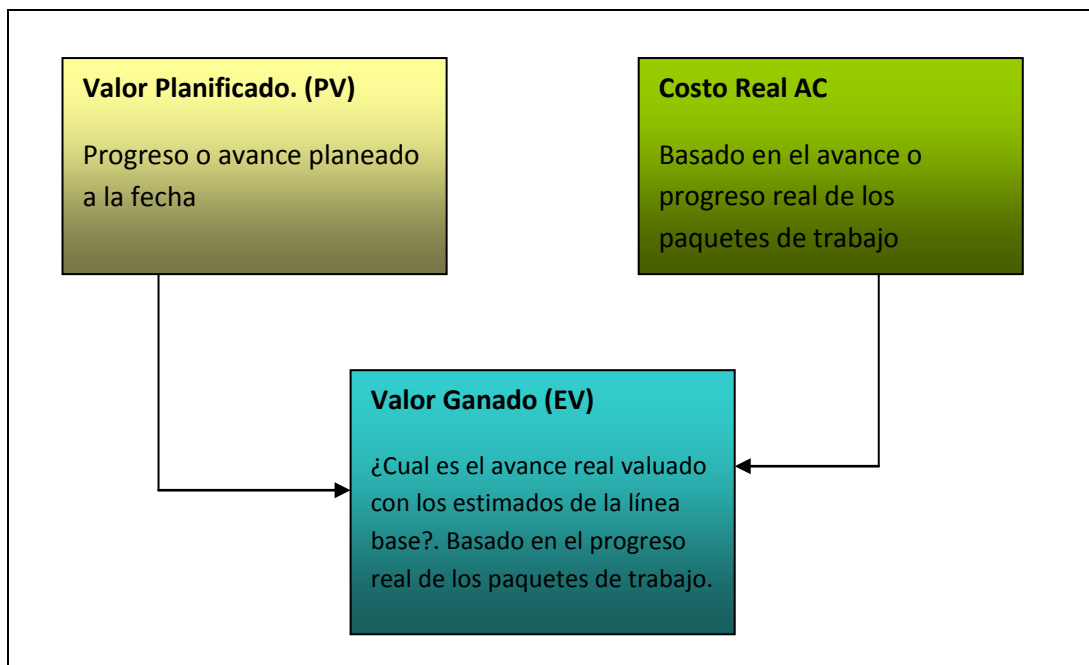 Valor Planificado. (PV)
Progreso o avance planeado
a la fecha
Costo Real AC
Basado en el avance o
progreso real de los
paquetes de trabajo
Valor Ganado (EV)
¿Cual es el avance real valuado
con los estimados de la línea
base?. Basado en el progreso
real de los paquetes de trabajo.